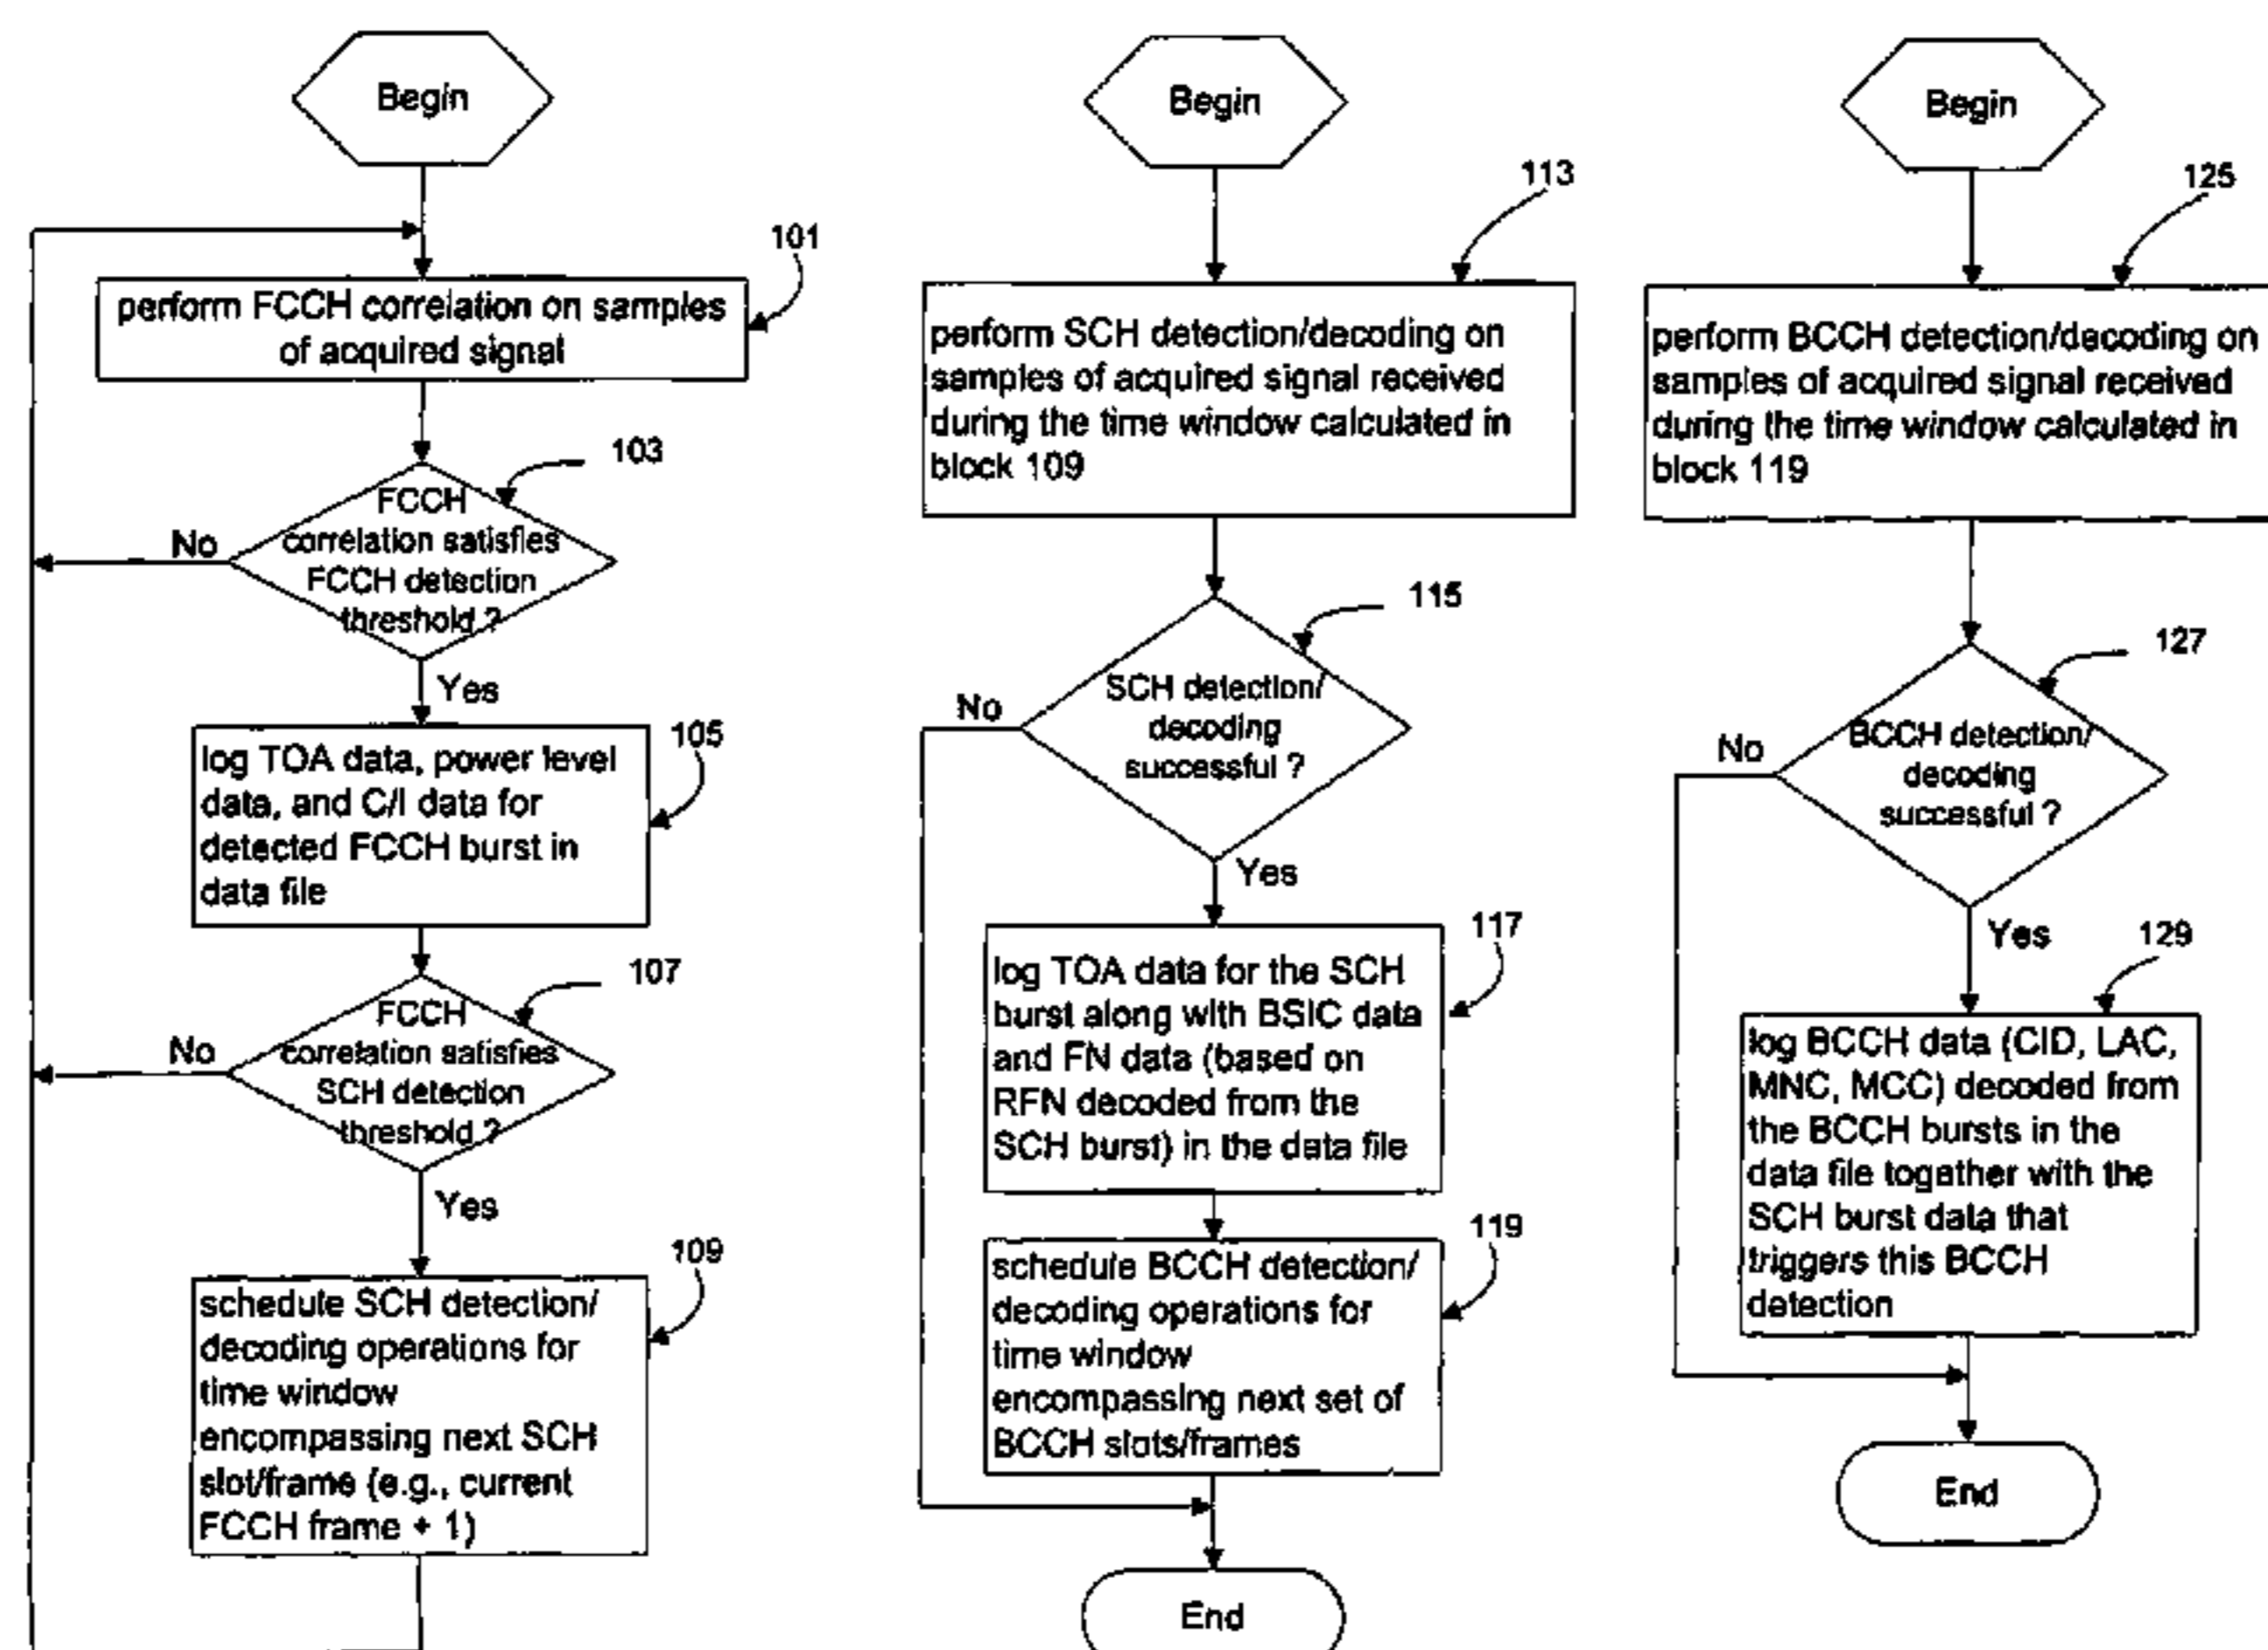 Begin
101
perform FCCH correlation on samples
of acquired signal
103
FCCH
correlation satisfies
FCCH detection
threshold ?
No
Yes
105
log TOA data, power level
data, and C/I data for
detected FCCH burst in
data file
107
FCCH
correlation satisfies
SCH detection
threshold ?
No
Yes
109
schedule SCH detection/
decoding operations for
time window
encompassing next SCH
slot/frame (e.g., current
FCCH frame + 1)
Begin
113
perform SCH detection/decoding on
samples of acquired signal received
during the time window calculated in
block 109
115
SCH detection/
decoding
successful ?
No
Yes
117
log TOA data for the SCH
burst along with BSIC data
and FN data (based on
RFN decoded from the
SCH burst) in the data file
119
schedule BCCH detection/
decoding operations for
time window
encompassing next set of
BCCH slots/frames
End
Begin
125
perform BCCH detection/decoding on
samples of acquired signal received
during the time window calculated in
block 119
127
BCCH detection/
decoding
successful ?
No
Yes
129
log BCCH data (CID, LAC,
MNC, MCC) decoded from
the BCCH bursts in the
data file together with the
SCH burst data that
triggers this BCCH
detection
End